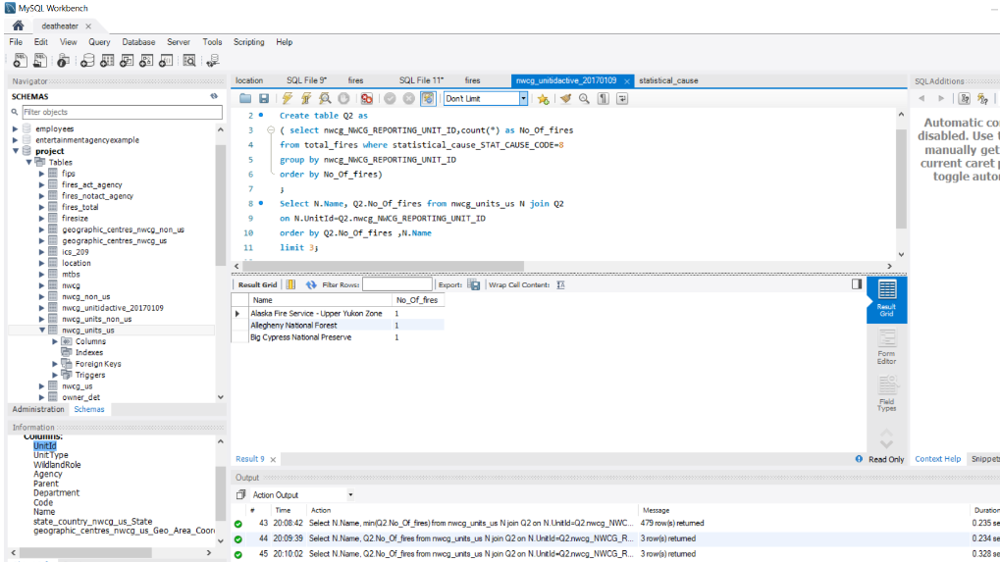 MySQL Workbench
deatheater ×
File Edit View Query Database Server Tools Scripting Help
Navigator
SCHEMAS
Filter objects
employees
entertainmentagencyexample
project
Tables
fips
fires_act_agency
fires_notact_agency
fires_total
firesize
geographic_centres_nwcg_non_us
geographic_centres_nwcg_us
ics_209
location
mtbs
nwcg
nwcg_non_us
nwcg_unitidactive_20170109
nwcg_units_non_us
nwcg_units_us
Columns
Indexes
Foreign Keys
Triggers
nwcg_us
owner_det
Administration Schemas
Information
Columns:
UnitId
UnitType
WildlandRole
Agency
Parent
Department
Code
Name
state_country_nwcg_us_State
geographic_centres_nwcg_us_Geo_Area_Coord
location SQL File 9* fires SQL File 11* fires nwcg_unitidactive_20170109 × statistical_cause
Don't Limit
2 Create table Q2 as
3 ( select nwcg_NWCG_REPORTING_UNIT_ID,count(*) as No_Of_fires
4 from total_fires where statistical_cause_STAT_CAUSE_CODE=8
5 group by nwcg_NWCG_REPORTING_UNIT_ID
6 order by No_Of_fires)
7 ;
8 Select N.Name, Q2.No_Of_fires from nwcg_units_us N join Q2
9 on N.UnitId=Q2.nwcg_NWCG_REPORTING_UNIT_ID
10 order by Q2.No_Of_fires ,N.Name
11 limit 3;
Result Grid Filter Rows: Export: Wrap Cell Content:
Name No_Of_fires
Alaska Fire Service - Upper Yukon Zone 1
Allegheny National Forest 1
Big Cypress National Preserve 1
Result Grid
Form Editor
Field Types
Result 9 × Read Only
Output
Action Output
# Time Action Message Duration
43 20:08:42 Select N.Name, min(Q2.No_Of_fires) from nwcg_units_us N join Q2 on N.UnitId=Q2.nwcg_NWC... 479 row(s) returned 0.235 se
44 20:09:39 Select N.Name, Q2.No_Of_fires from nwcg_units_us N join Q2 on N.UnitId=Q2.nwcg_NWCG_R... 3 row(s) returned 0.234 se
45 20:10:02 Select N.Name, Q2.No_Of_fires from nwcg_units_us N join Q2 on N.UnitId=Q2.nwcg_NWCG_R... 3 row(s) returned 0.328 se
SQLAdditions
Automatic co
disabled. Use t
manually get
current caret p
toggle auto
Context Help Snippets